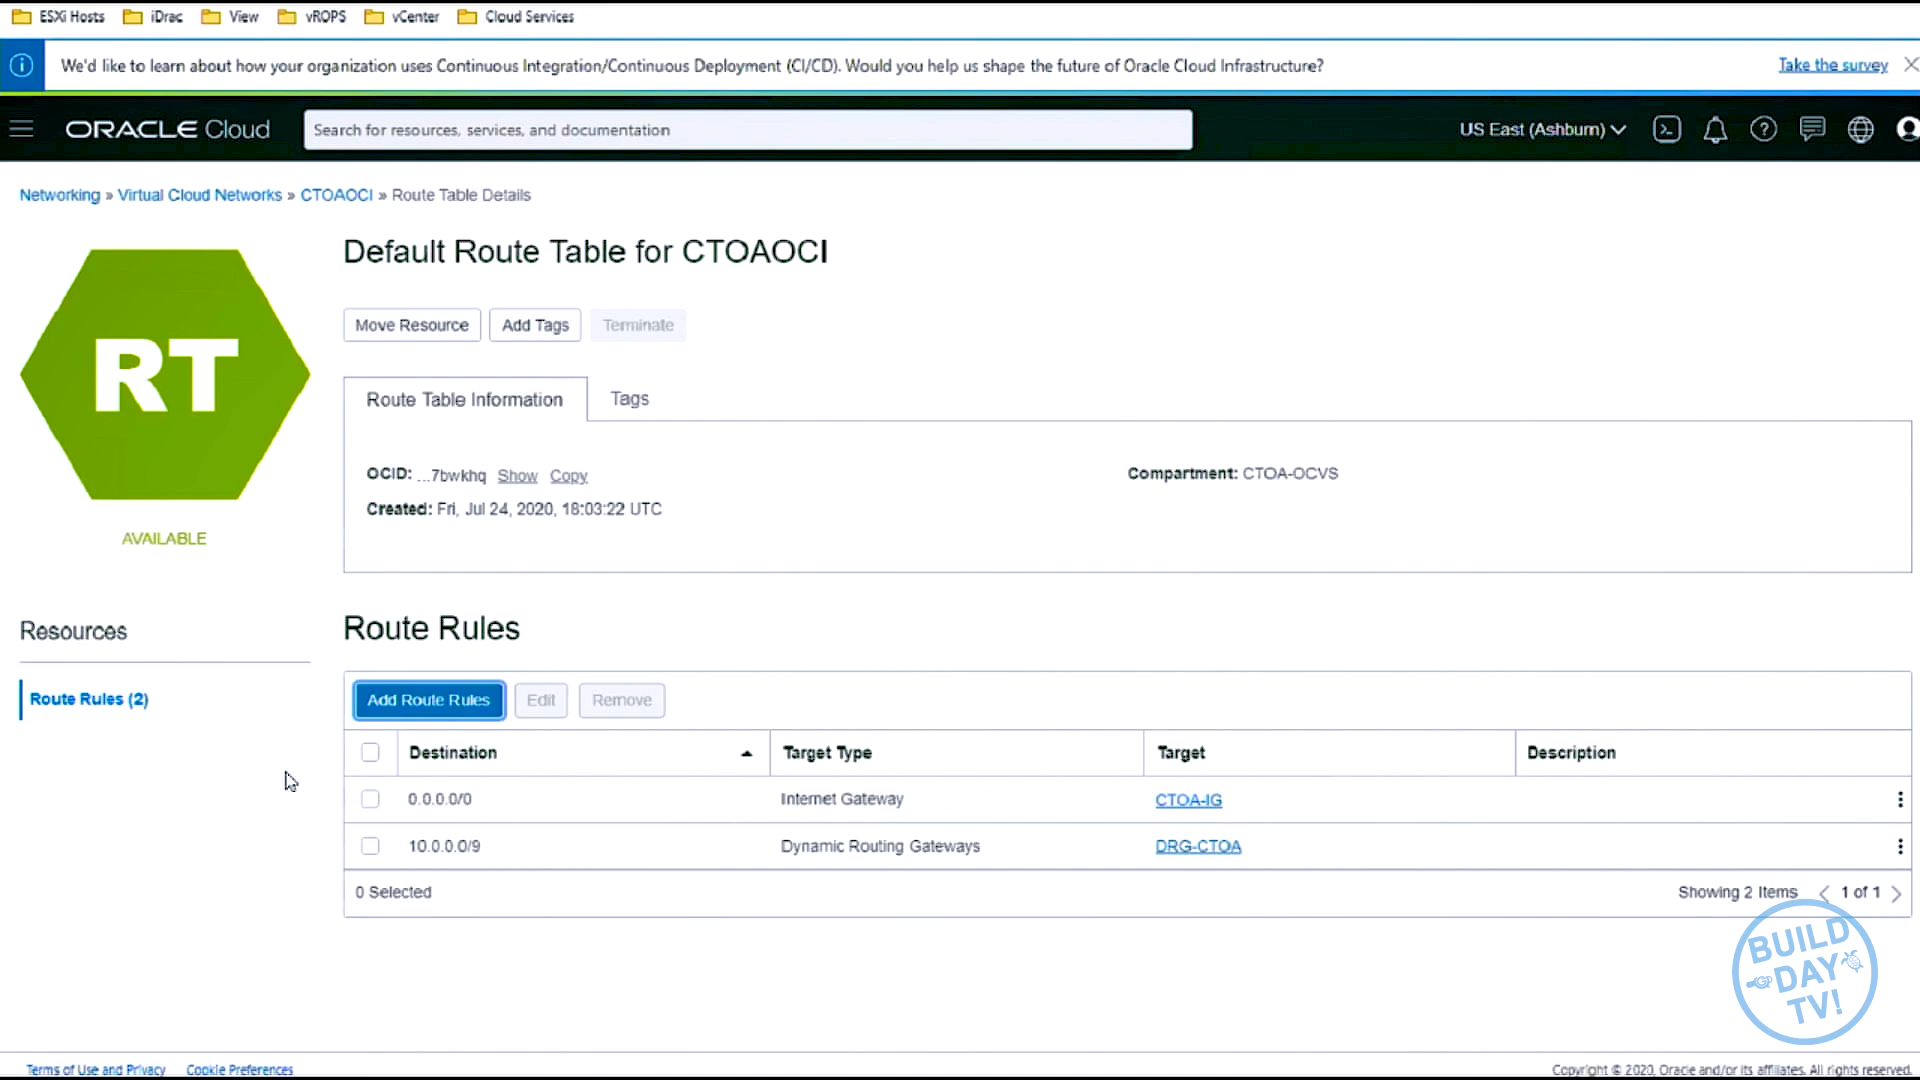 ESXi Hosts iDrac View vROPS vCenter Cloud Services
We'd like to learn about how your organization uses Continuous Integration/Continuous Deployment (CI/CD). Would you help us shape the future of Oracle Cloud Infrastructure? Take the survey
ORACLE Cloud Search for resources, services, and documentation US East (Ashburn)
Networking » Virtual Cloud Networks » CTOAOCI » Route Table Details
Default Route Table for CTOAOCI
RT
AVAILABLE
Move Resource Add Tags Terminate
Route Table Information Tags
OCID: ...7bwkhq Show Copy Compartment: CTOA-OCVS
Created: Fri, Jul 24, 2020, 18:03:22 UTC
Resources
Route Rules (2)
Route Rules
Add Route Rules Edit Remove
Destination Target Type Target Description
0.0.0.0/0 Internet Gateway CTOA-IG
10.0.0.0/9 Dynamic Routing Gateways DRG-CTOA
0 Selected Showing 2 Items 1 of 1
BUILD
DAY
TV!
Terms of Use and Privacy Cookie Preferences Copyright © 2020, Oracle and/or its affiliates. All rights reserved.